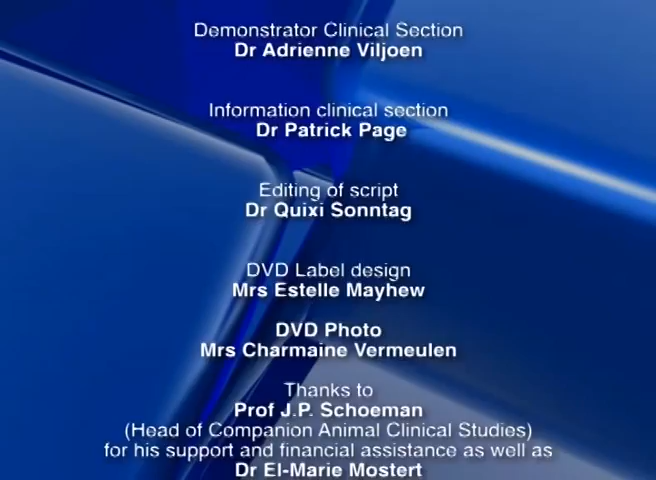 Demonstrator Clinical Section
Dr Adrienne Viljoen
Information clinical section
Dr Patrick Page
Editing of script
Dr Quixi Sonntag
DVD Label design
Mrs Estelle Mayhew
DVD Photo
Mrs Charmaine Vermeulen
Thanks to
Prof J.P. Schoeman
(Head of Companion Animal Clinical Studies)
for his support and financial assistance as well as
Dr El-Marie Mostert